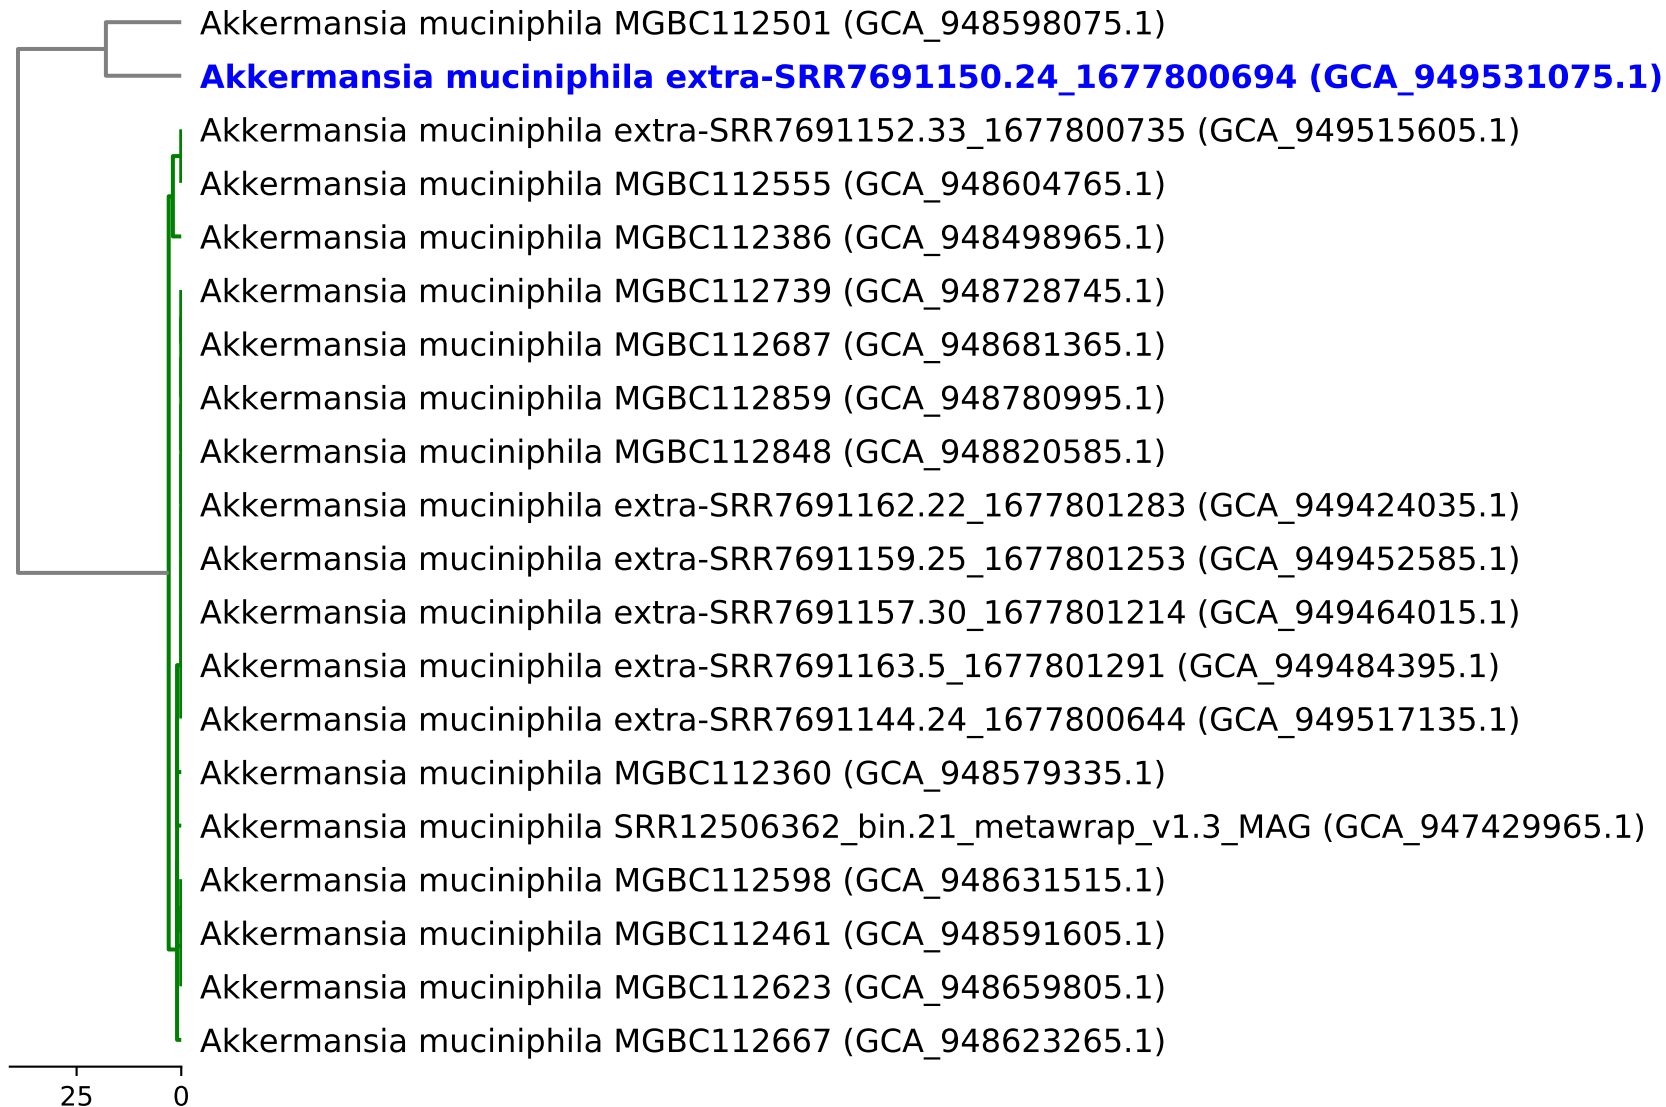 Akkermansia muciniphila MGBC112501 (GCA_948598075.1)
Akkermansia muciniphila extra-SRR7691150.24_1677800694 (GCA_949531075.1)
Akkermansia muciniphila extra-SRR7691152.33_1677800735 (GCA_949515605.1)
Akkermansia muciniphila MGBC112555 (GCA_948604765.1)
Akkermansia muciniphila MGBC112386 (GCA_948498965.1)
Akkermansia muciniphila MGBC112739 (GCA_948728745.1)
Akkermansia muciniphila MGBC112687 (GCA_948681365.1)
Akkermansia muciniphila MGBC112859 (GCA_948780995.1)
Akkermansia muciniphila MGBC112848 (GCA_948820585.1)
Akkermansia muciniphila extra-SRR7691162.22_1677801283 (GCA_949424035.1)
Akkermansia muciniphila extra-SRR7691159.25_1677801253 (GCA_949452585.1)
Akkermansia muciniphila extra-SRR7691157.30_1677801214 (GCA_949464015.1)
Akkermansia muciniphila extra-SRR7691163.5_1677801291 (GCA_949484395.1)
Akkermansia muciniphila extra-SRR7691144.24_1677800644 (GCA_949517135.1)
Akkermansia muciniphila MGBC112360 (GCA_948579335.1)
Akkermansia muciniphila SRR12506362_bin.21_metawrap_v1.3_MAG (GCA_947429965.1)
Akkermansia muciniphila MGBC112598 (GCA_948631515.1)
Akkermansia muciniphila MGBC112461 (GCA_948591605.1)
Akkermansia muciniphila MGBC112623 (GCA_948659805.1)
Akkermansia muciniphila MGBC112667 (GCA_948623265.1)
25 0